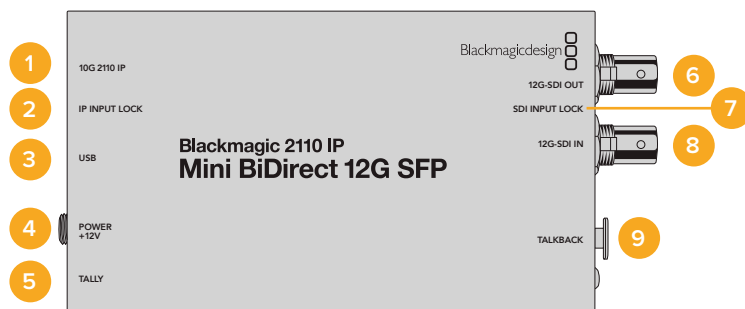 1
10G 2110 IP
2
IP INPUT LOCK
3
USB
4
POWER
+12V
5
TALLY
Blackmagic 2110 IP
Mini BiDirect 12G SFP
Blackmagicdesign
12G-SDI OUT
6
SDI INPUT LOCK
7
12G-SDI IN
8
TALKBACK
9